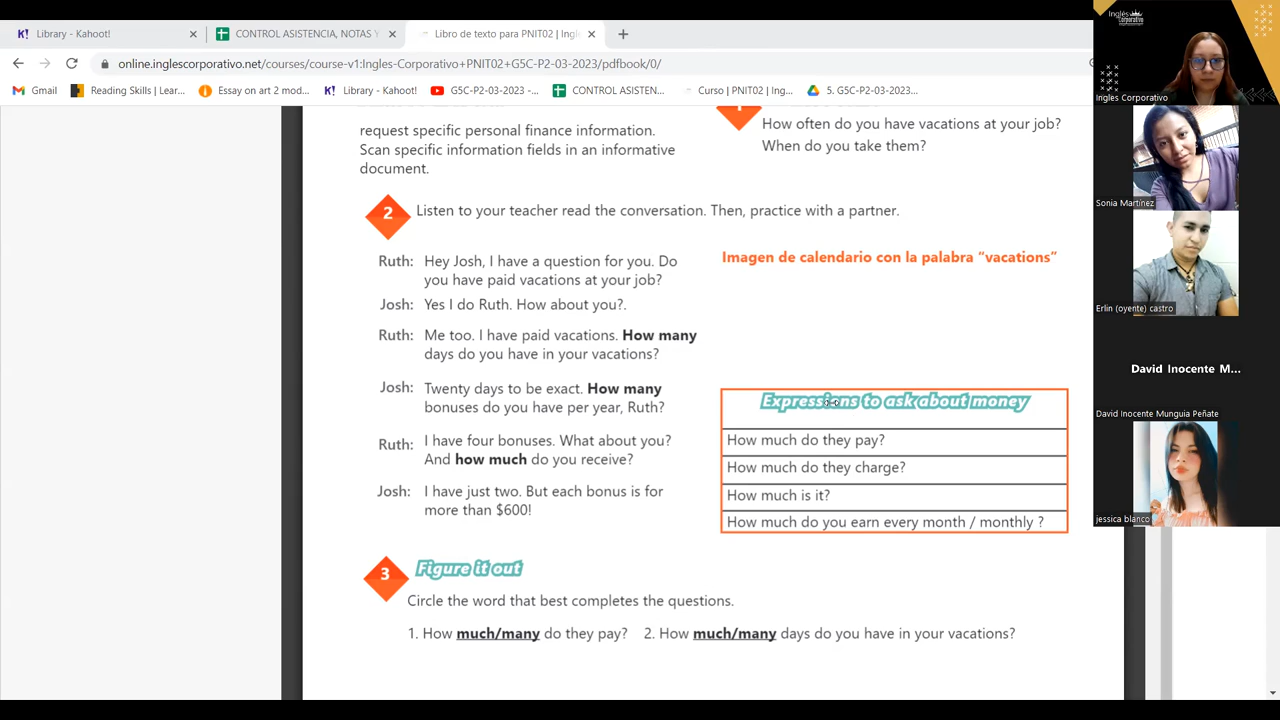 Library - Kahoot!
CONTROL ASISTENCIA, NOTAS Y
Libro de texto para PNIT02 | Ingl
online.inglescorporativo.net/courses/course-v1:Ingles-Corporativo+PNIT02+G5C-P2-03-2023/pdfbook/0/
Gmail
Reading Skills | Lear...
Essay on art 2 wit h...
Library - Kahoot!
G5C-P2-03-2023 -...
CONTROL ASISTEN...
Curso | PNIT02 | Ing...
5. G5C-P2-03-2023...
request specific personal finance information.
Scan specific information fields in an informative
document.
1
How often do you have vacations at your job?
When do you take them?
2 Listen to your teacher read the conversation. Then, practice with a partner.
Ruth: Hey Josh, I have a question for you. Do
you have paid vacations at your job?
Josh: Yes I do Ruth. How about you?.
Ruth: Me too. I have paid vacations. How many
days do you have in your vacations?
Josh: Twenty days to be exact. How many
bonuses do you have per year, Ruth?
Ruth: I have four bonuses. What about you?
And how much do you receive?
Josh: I have just two. But each bonus is for
more than $600!
Imagen de calendario con la palabra “vacations”
Expressions to ask about money
How much do they pay?
How much do they charge?
How much is it?
How much do you earn every month / monthly ?
3 Figure it out
Circle the word that best completes the questions.
1. How much/many do they pay? 2. How much/many days do you have in your vacations?
Inglés
Corporativo
Ingles Corporativo
Sonia Martínez
Erlin (oyente) castro
David Inocente M...
David Inocente Munguia Peñate
jessica blanco